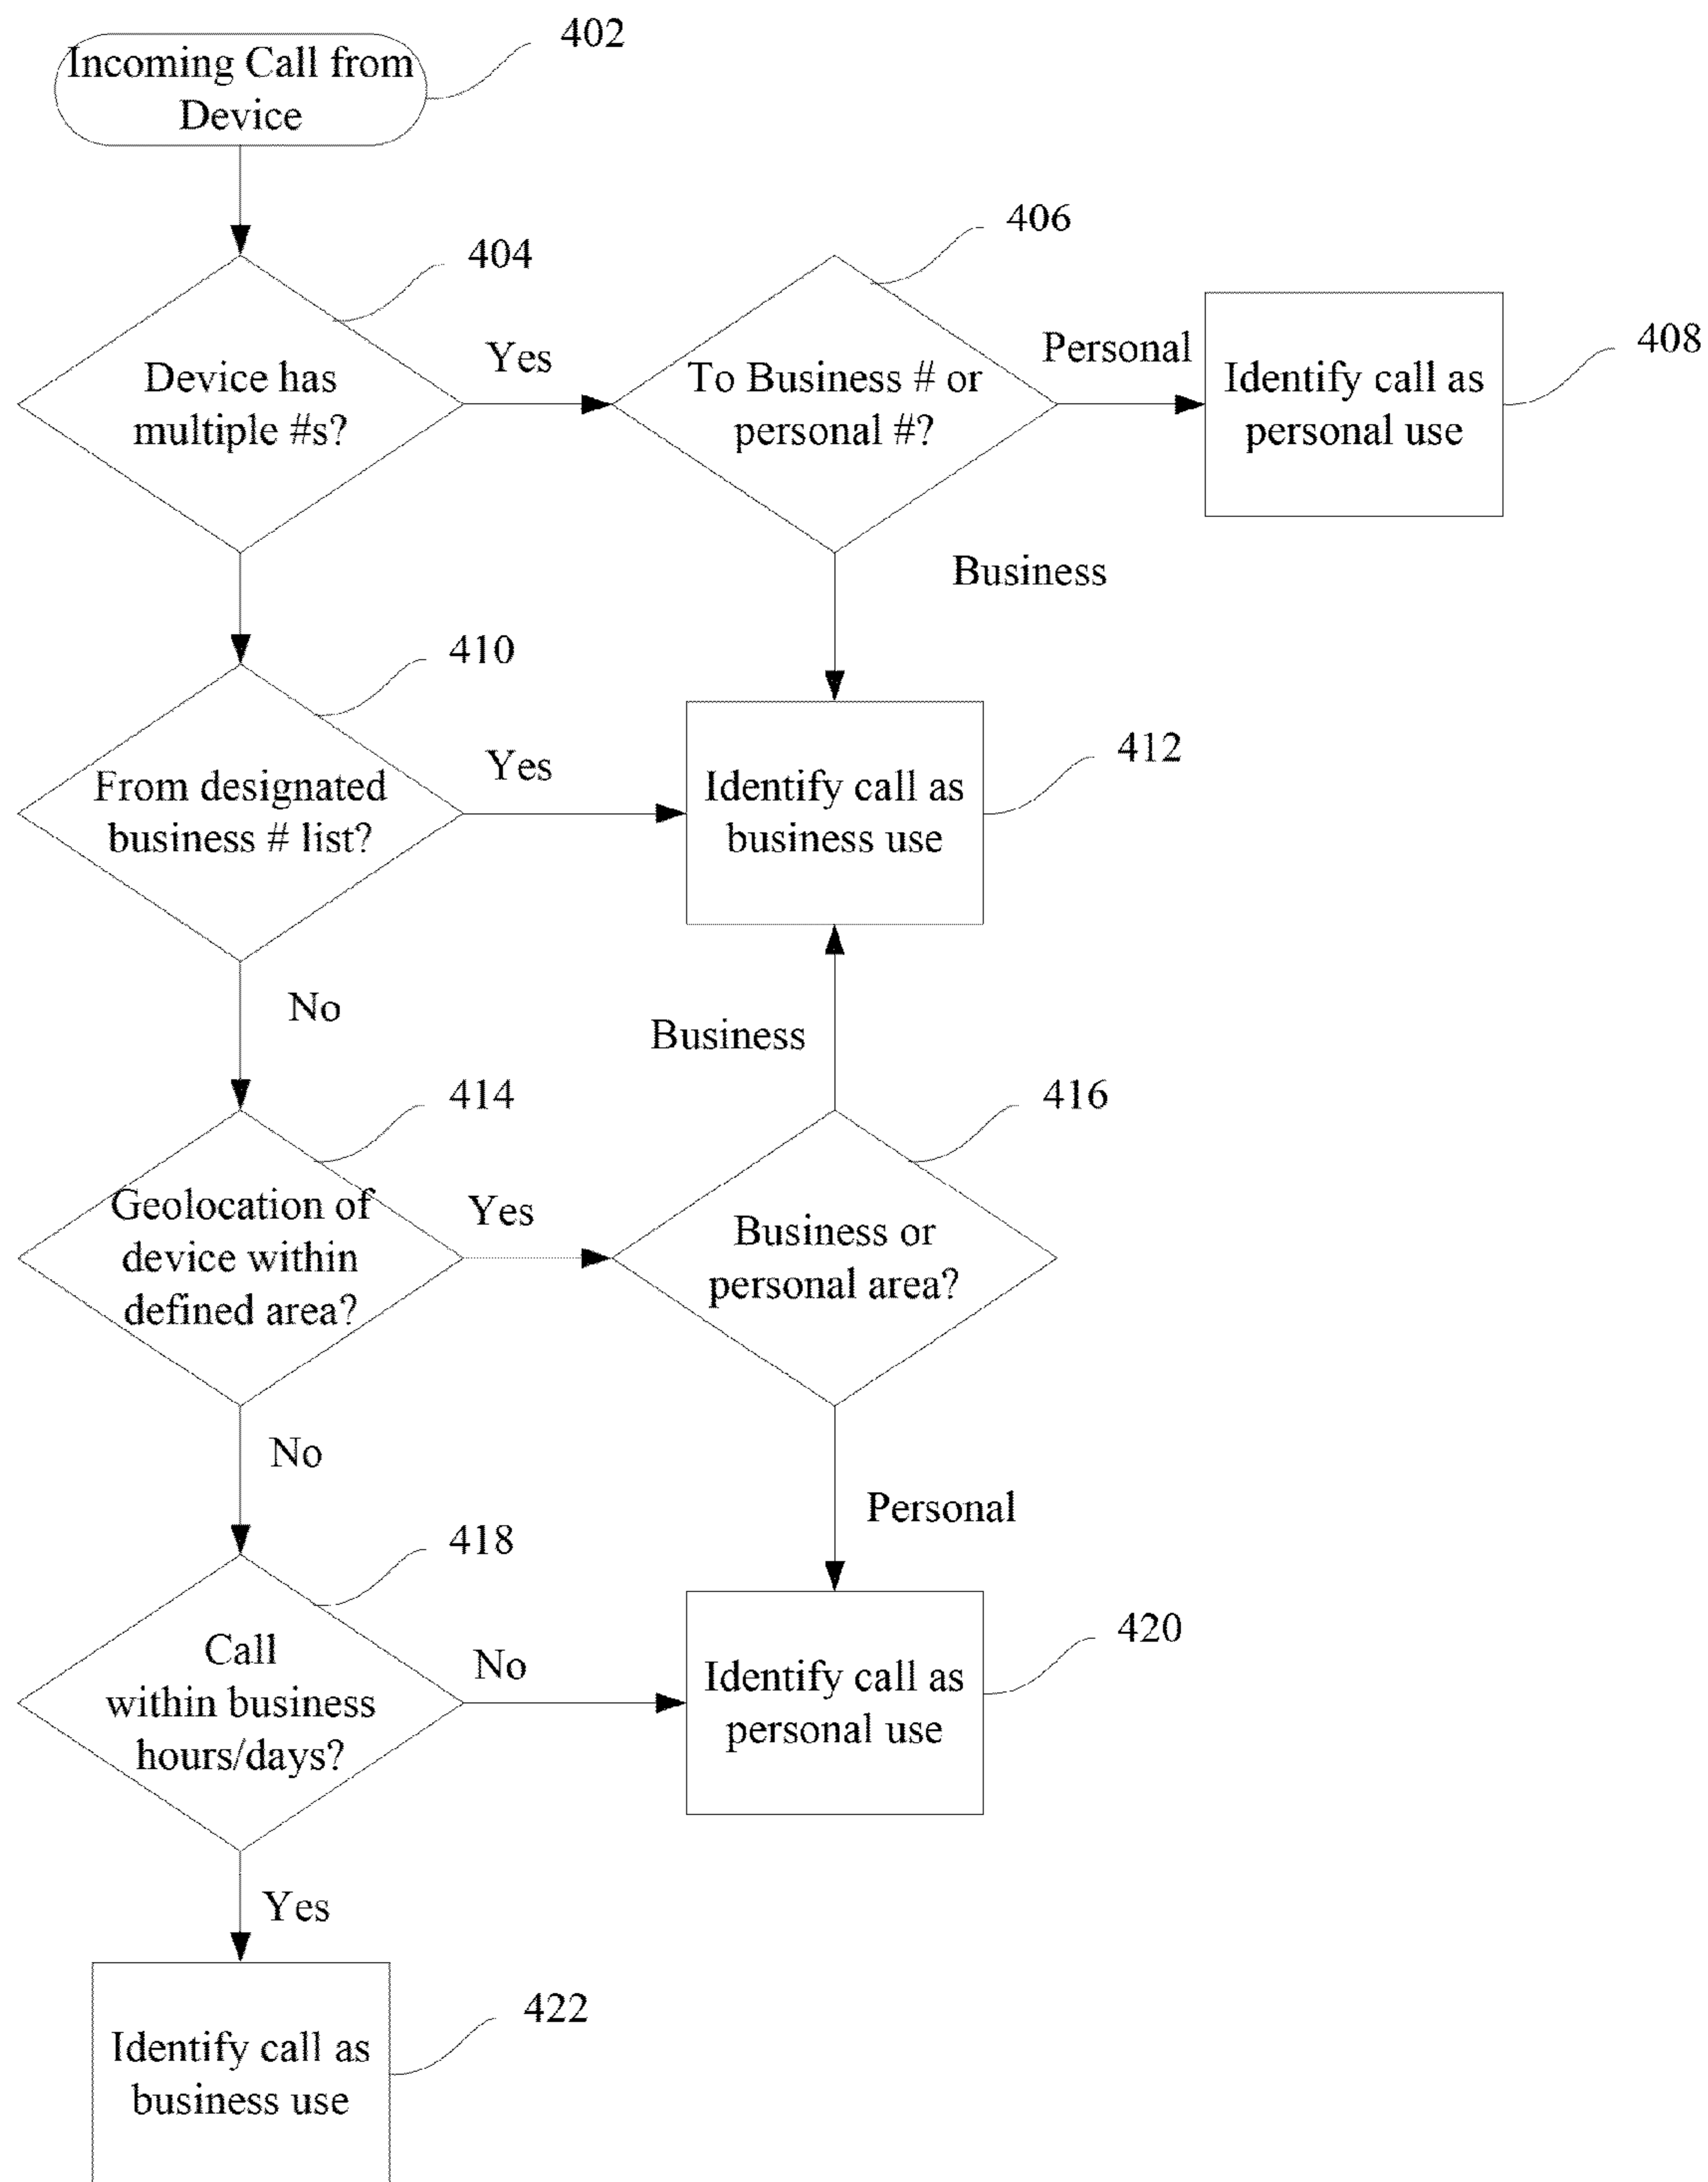 Incoming Call from
Device
402
404
Device has
multiple #s?
Yes
406
To Business # or
personal #?
Personal
408
Identify call as
personal use
Business
410
From designated
business # list?
Yes
412
Identify call as
business use
No
Business
414
Geolocation of
device within
defined area?
Yes
416
Business or
personal area?
No
Personal
418
Call
within business
hours/days?
No
420
Identify call as
personal use
Yes
422
Identify call as
business use